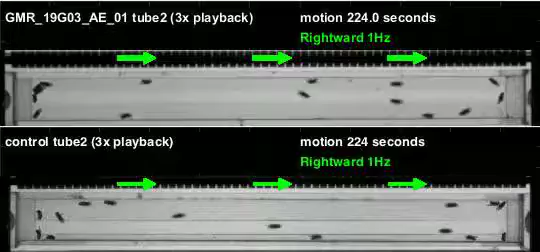 GMR_19G03_AE_01 tube2 (3x playback)
motion 224.0 seconds
Rightward 1Hz
control tube2 (3x playback)
motion 224 seconds
Rightward 1Hz